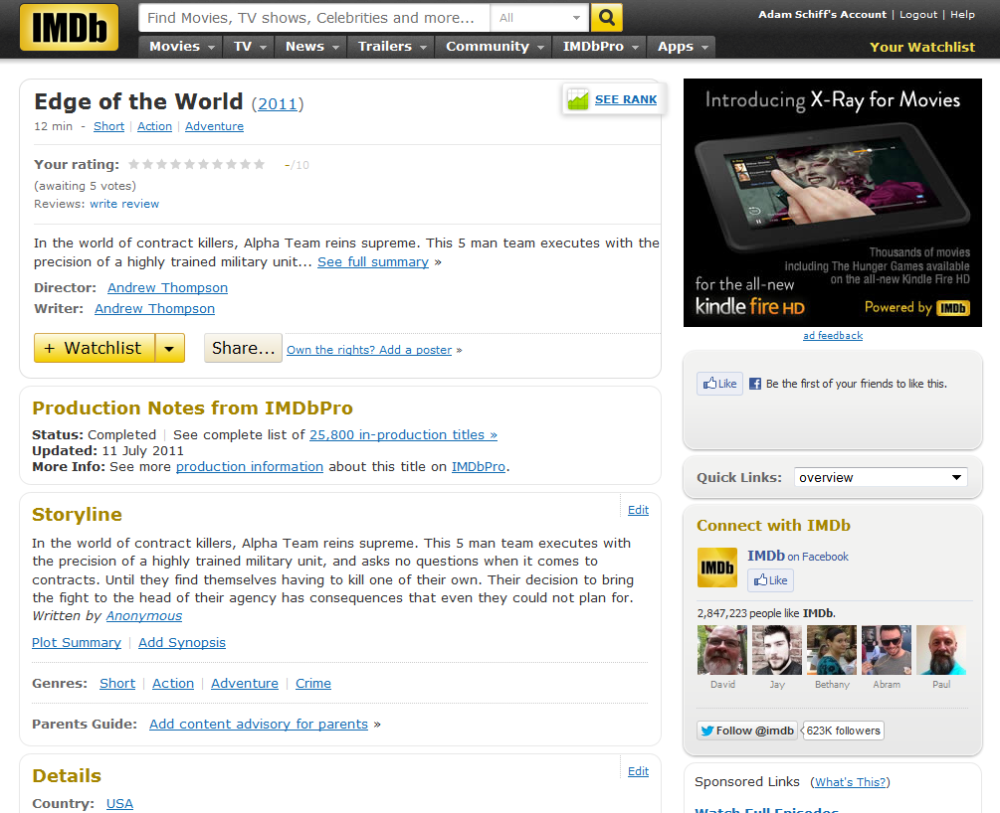 IMDb
Find Movies, TV shows, Celebrities and more...
All
Adam Schiff's Account | Logout | Help
Movies
TV
News
Trailers
Community
IMDbPro
Apps
Your Watchlist
Edge of the World (2011)
SEE RANK
12 min - Short | Action | Adventure
Your rating: -/10
(awaiting 5 votes)
Reviews: write review
In the world of contract killers, Alpha Team reins supreme. This 5 man team executes with the
precision of a highly trained military unit... See full summary »
Director: Andrew Thompson
Writer: Andrew Thompson
+ Watchlist
Share...
Own the rights? Add a poster »
Production Notes from IMDbPro
Status: Completed | See complete list of 25,800 in-production titles »
Updated: 11 July 2011
More Info: See more production information about this title on IMDbPro.
Storyline
Edit
In the world of contract killers, Alpha Team reins supreme. This 5 man team executes with
the precision of a highly trained military unit, and asks no questions when it comes to
contracts. Until they find themselves having to kill one of their own. Their decision to bring
the fight to the head of their agency has consequences that even they could not plan for.
Written by Anonymous
Plot Summary | Add Synopsis
Genres: Short | Action | Adventure | Crime
Parents Guide: Add content advisory for parents »
Details
Edit
Country: USA
Introducing X-Ray for Movies
Thousands of movies
including The Hunger Games available
on the all-new Kindle Fire HD
for the all-new
kindle fire HD
Powered by IMDb
ad feedback
Like
Be the first of your friends to like this.
Quick Links: overview
Connect with IMDb
IMDb
IMDb on Facebook
Like
2,847,223 people like IMDb.
David Jay Bethany Abram Paul
Follow @imdb
623K followers
Sponsored Links (What's This?)
Watch Full Episodes